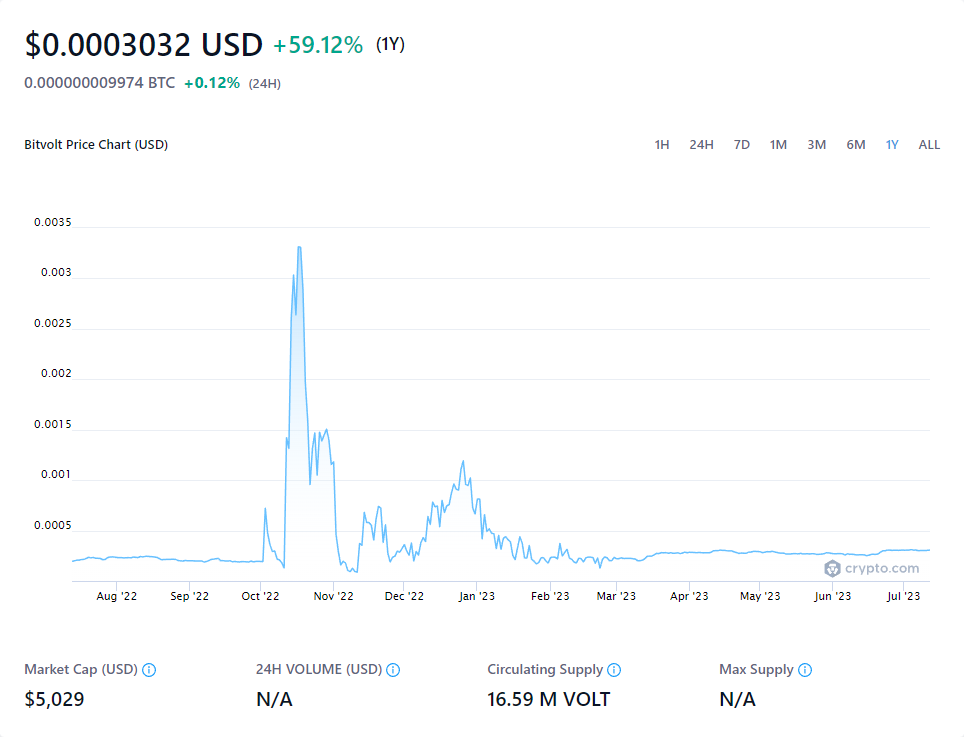 $0.0003032 USD +59.12% (1Y)
0.000000009974 BTC +0.12% (24H)
Bitvolt Price Chart (USD) 1H 24H 7D 1M 3M 6M 1Y ALL
0.0035
0.003
0.0025
0.002
0.0015
0.001
0.0005
crypto.com
Aug '22 Sep '22 Oct '22 Nov '22 Dec '22 Jan '23 Feb '23 Mar '23 Apr '23 May '23 Jun '23 Jul '23
Market Cap (USD) 24H VOLUME (USD) Circulating Supply Max Supply
$5,029 N/A 16.59 M VOLT N/A